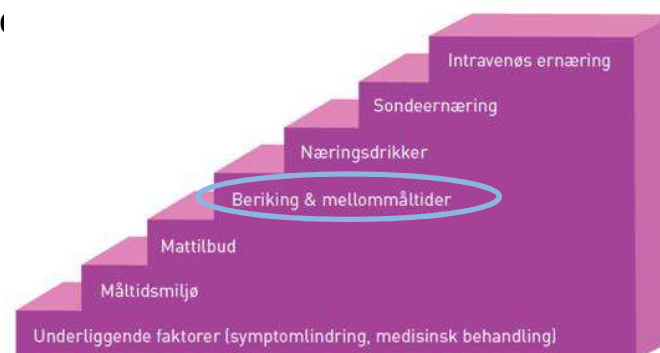 Intravenøs ernæring
Sondeernæring
Næringsdrikker
Beriking & mellommåltider
Mattilbud
Måltidsmiljø
Underliggende faktorer (symptomlindring, medisinsk behandling)